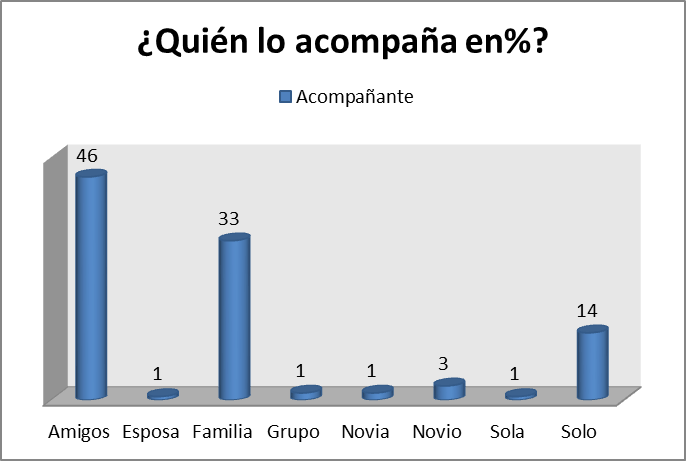 ¿Quién lo acompaña en%?
Acompañante
46
1
33
1
1
3
1
14
Amigos Esposa Familia Grupo Novia Novio Sola Solo